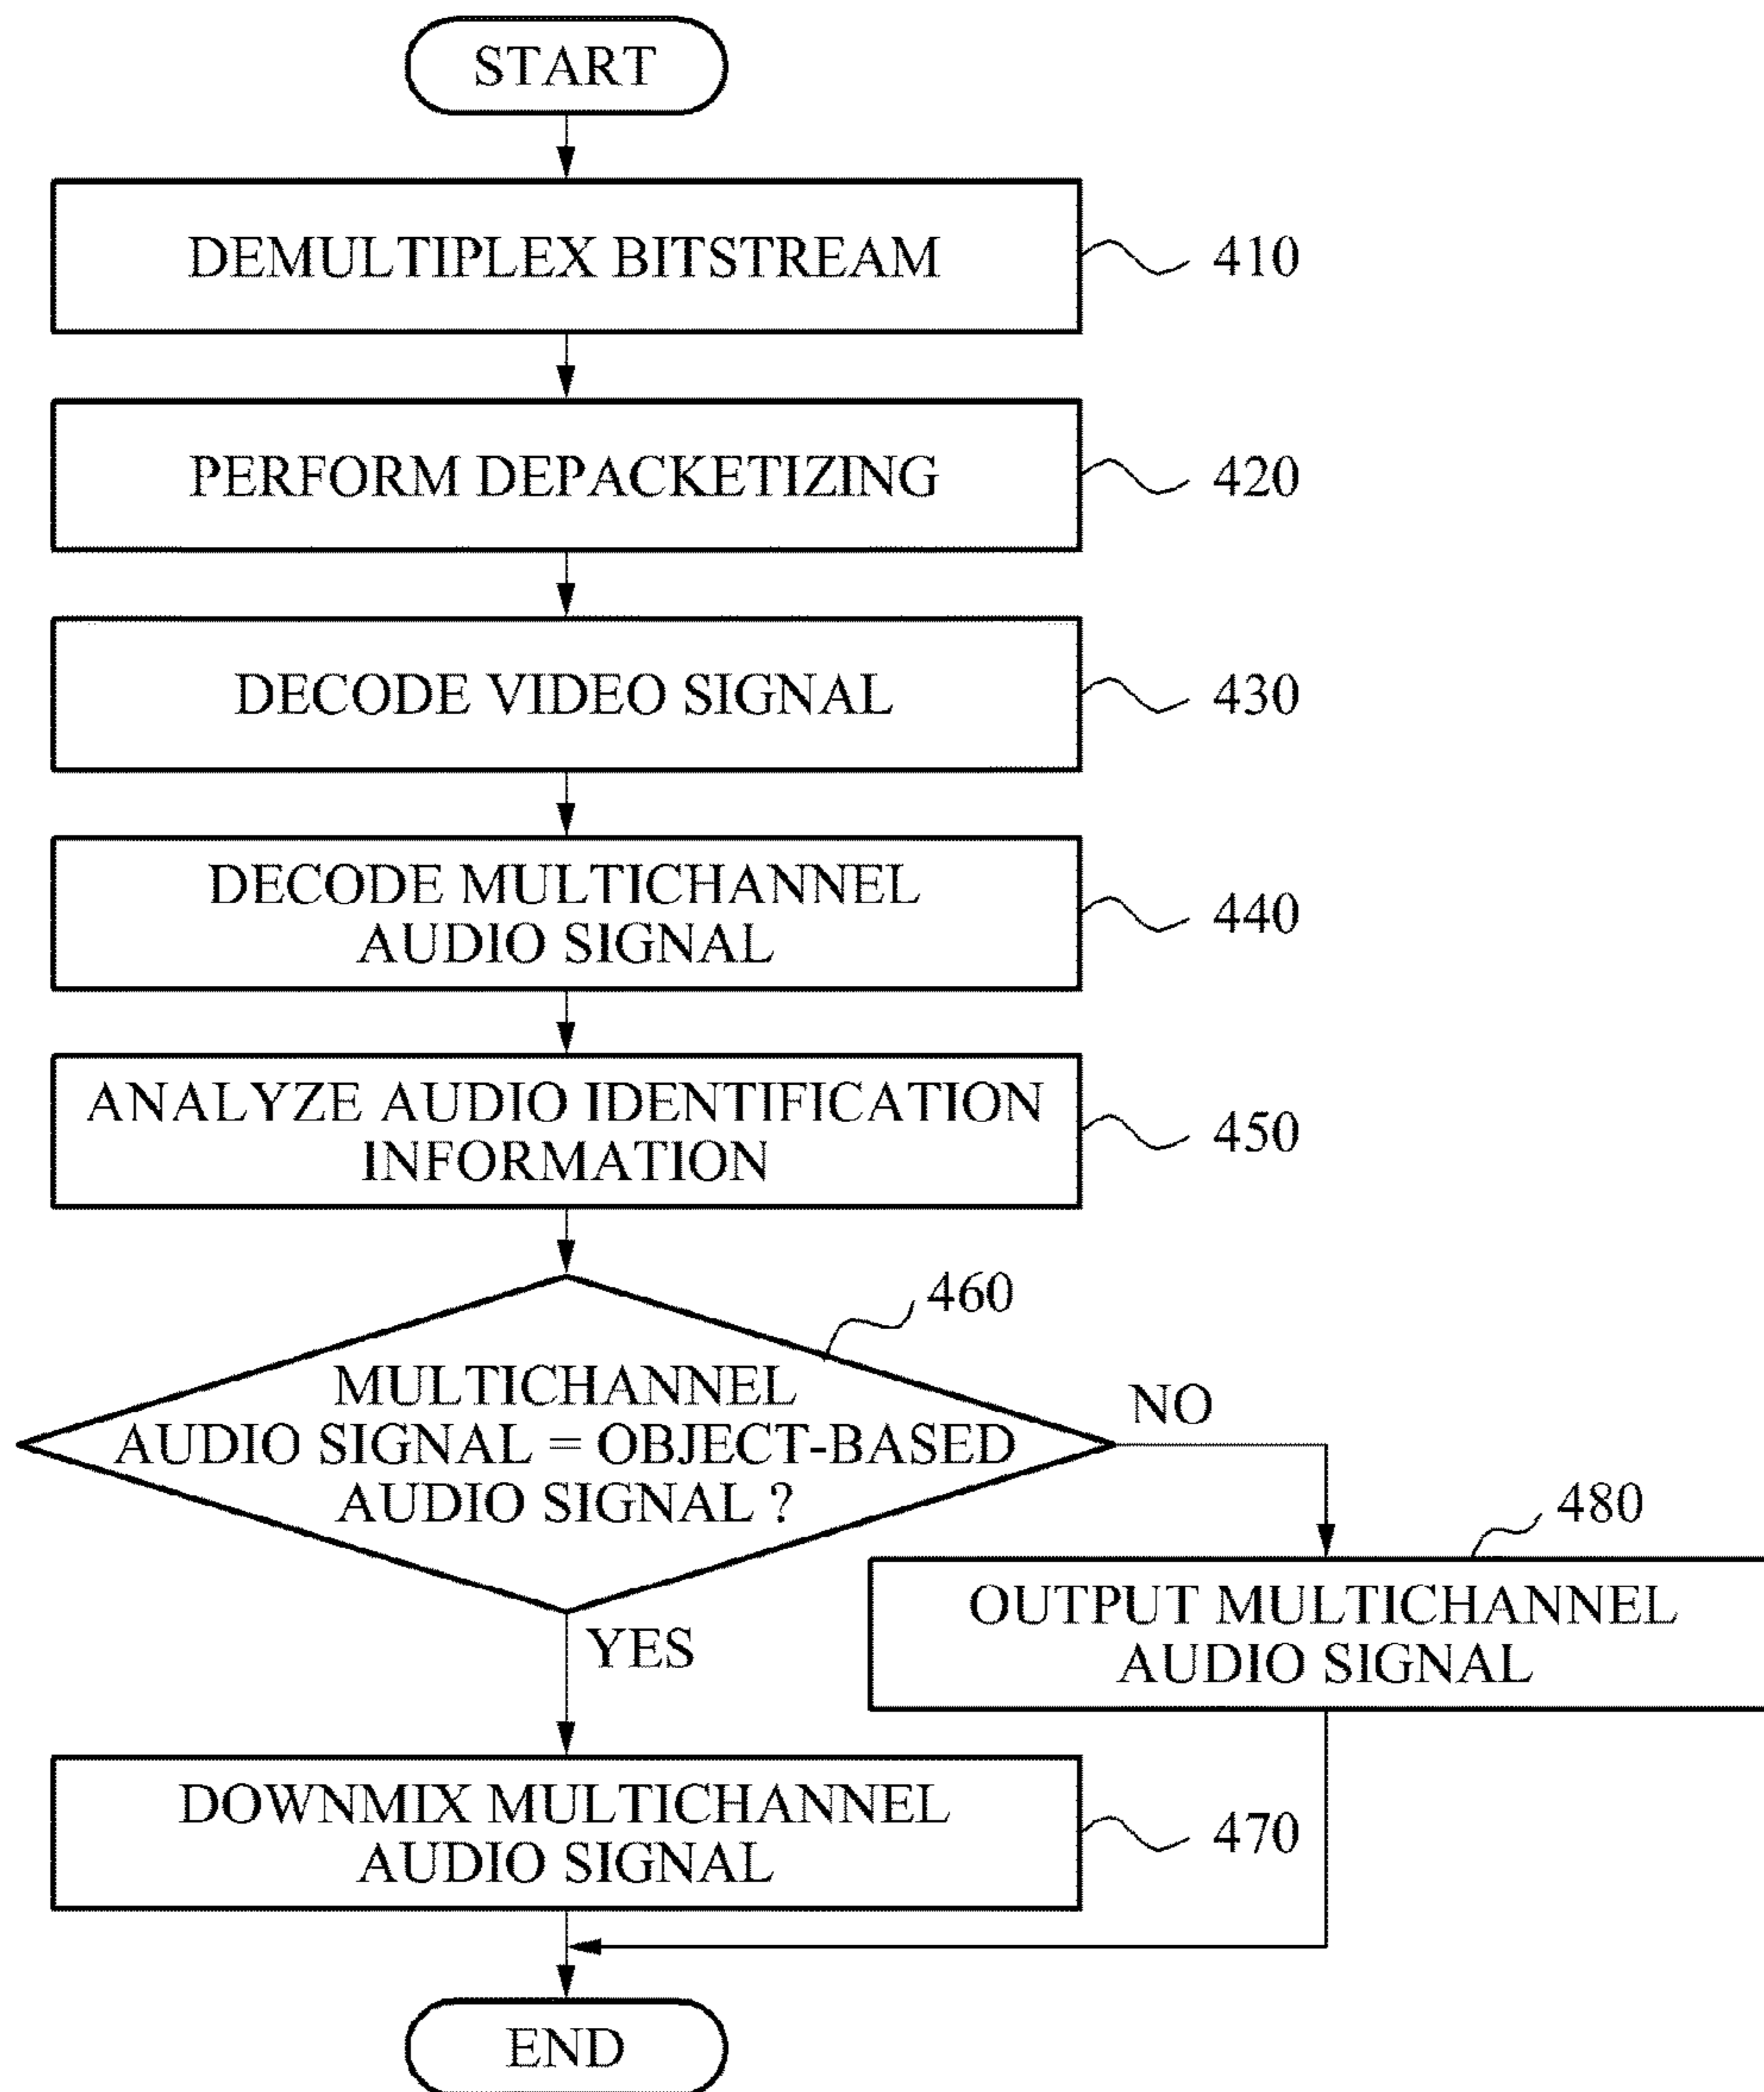 START
DEMULTIPLEX BITSTREAM
410
PERFORM DEPACKETIZING
420
DECODE VIDEO SIGNAL
430
DECODE MULTICHANNEL
AUDIO SIGNAL
440
ANALYZE AUDIO IDENTIFICATION
INFORMATION
450
460
MULTICHANNEL
AUDIO SIGNAL = OBJECT-BASED
AUDIO SIGNAL ?
NO
YES
480
OUTPUT MULTICHANNEL
AUDIO SIGNAL
DOWNMIX MULTICHANNEL
AUDIO SIGNAL
470
END